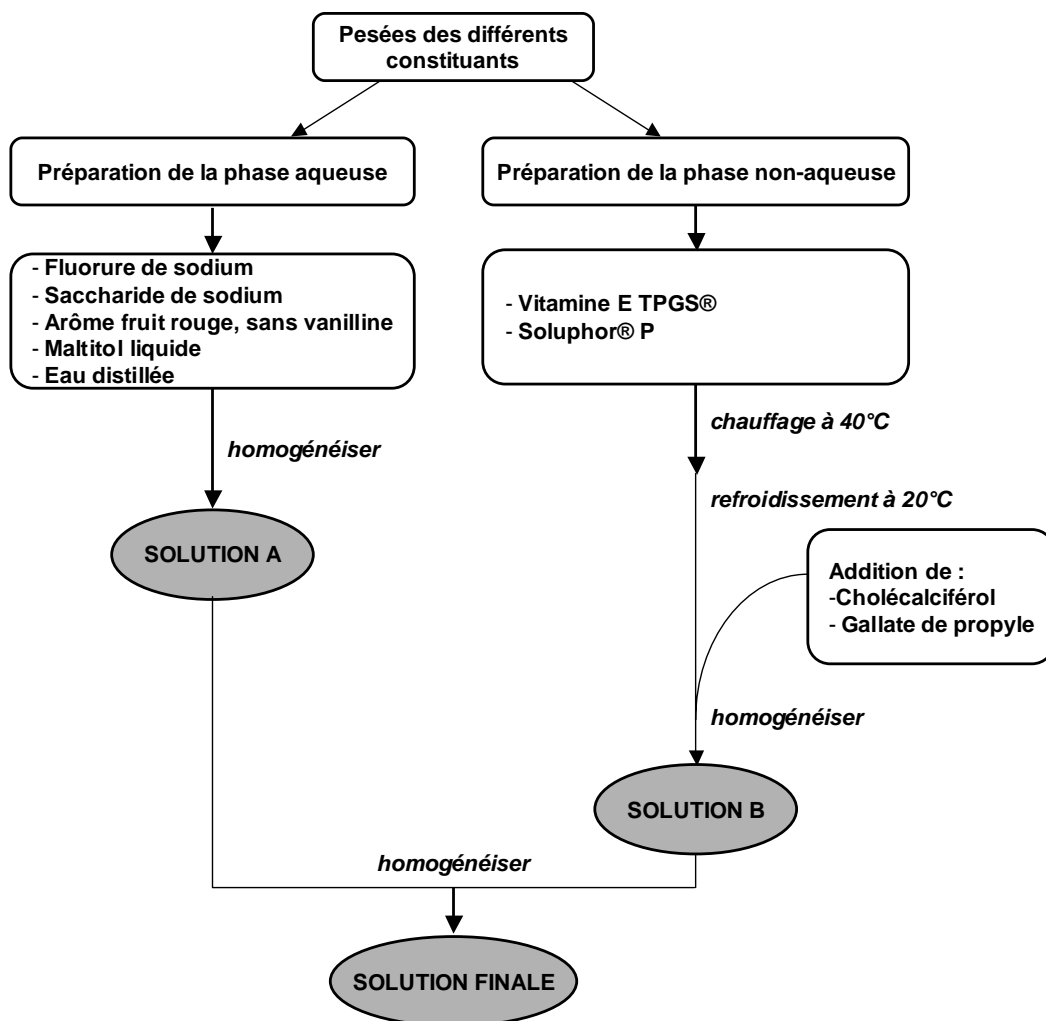 Pesées des différents
constituants
Préparation de la phase aqueuse
Préparation de la phase non-aqueuse
- Fluorure de sodium
- Saccharide de sodium
- Arôme fruit rouge, sans vanilline
- Maltitol liquide
- Eau distillée
- Vitamine E TPGS®
- Soluphor® P
chauffage à 40°C
homogénéiser
refroidissement à 20°C
SOLUTION A
Addition de :
-Cholécalciférol
- Gallate de propyle
homogénéiser
SOLUTION B
homogénéiser
SOLUTION FINALE